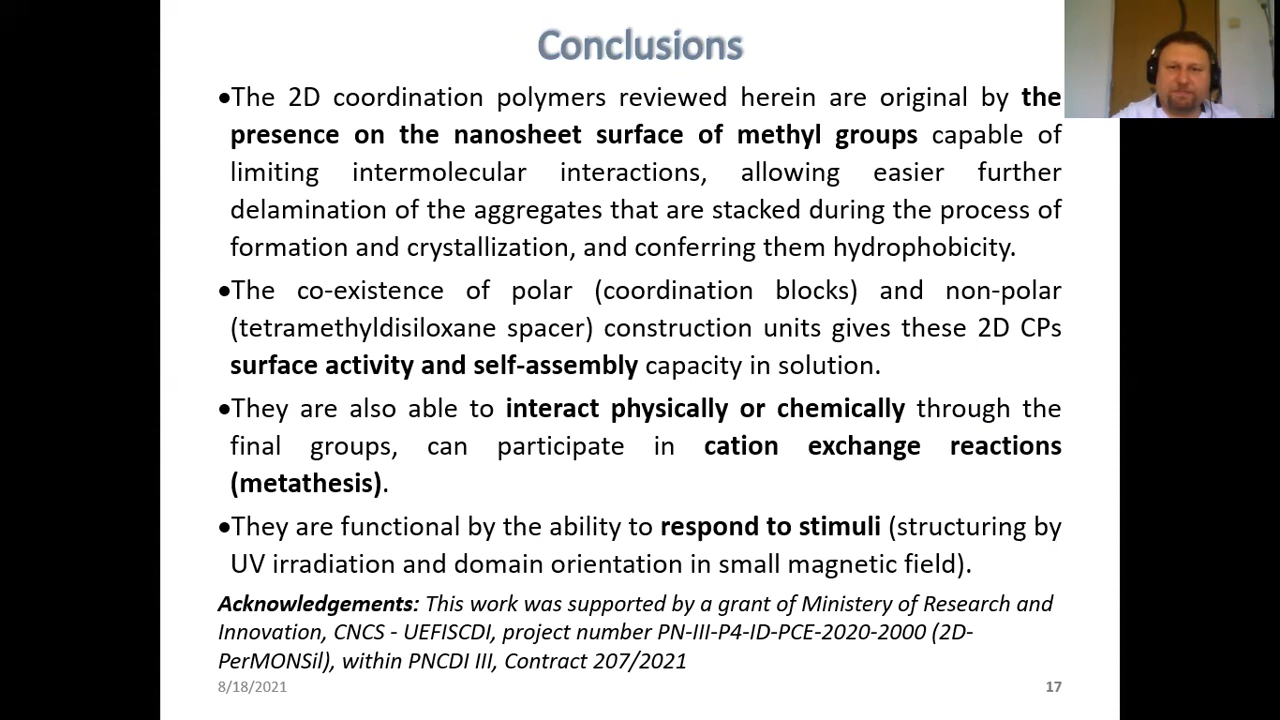 Conclusions
•The 2D coordination polymers reviewed herein are original by the
presence on the nanosheet surface of methyl groups capable of
limiting intermolecular interactions, allowing easier further
delamination of the aggregates that are stacked during the process of
formation and crystallization, and conferring them hydrophobicity.
•The co-existence of polar (coordination blocks) and non-polar
(tetramethyldisiloxane spacer) construction units gives these 2D CPs
surface activity and self-assembly capacity in solution.
•They are also able to interact physically or chemically through the
final groups, can participate in cation exchange reactions
(metathesis).
•They are functional by the ability to respond to stimuli (structuring by
UV irradiation and domain orientation in small magnetic field).
Acknowledgements: This work was supported by a grant of Ministery of Research and
Innovation, CNCS - UEFISCDI, project number PN-III-P4-ID-PCE-2020-2000 (2D-
PerMONSil), within PNCDI III, Contract 207/2021
8/18/2021
17